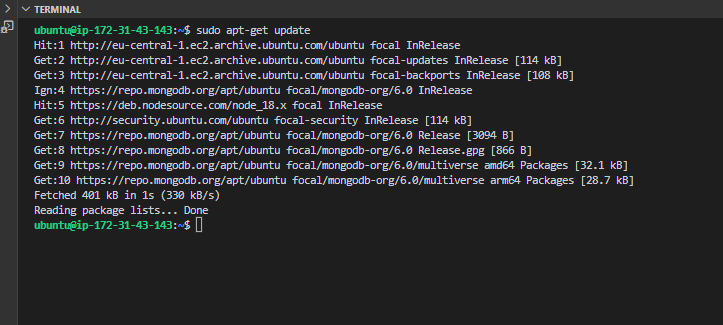 TERMINAL
ubuntu@ip-172-31-43-143:~$ sudo apt-get update
Hit:1 http://eu-central-1.ec2.archive.ubuntu.com/ubuntu focal InRelease
Get:2 http://eu-central-1.ec2.archive.ubuntu.com/ubuntu focal-updates InRelease [114 kB]
Get:3 http://eu-central-1.ec2.archive.ubuntu.com/ubuntu focal-backports InRelease [108 kB]
Ign:4 https://repo.mongodb.org/apt/ubuntu focal/mongodb-org/6.0 InRelease
Hit:5 https://deb.nodesource.com/node_18.x focal InRelease
Get:6 http://security.ubuntu.com/ubuntu focal-security InRelease [114 kB]
Get:7 https://repo.mongodb.org/apt/ubuntu focal/mongodb-org/6.0 Release [3094 B]
Get:8 https://repo.mongodb.org/apt/ubuntu focal/mongodb-org/6.0 Release.gpg [866 B]
Get:9 https://repo.mongodb.org/apt/ubuntu focal/mongodb-org/6.0/multiverse amd64 Packages [32.1 kB]
Get:10 https://repo.mongodb.org/apt/ubuntu focal/mongodb-org/6.0/multiverse arm64 Packages [28.7 kB]
Fetched 401 kB in 1s (330 kB/s)
Reading package lists... Done
ubuntu@ip-172-31-43-143:~$